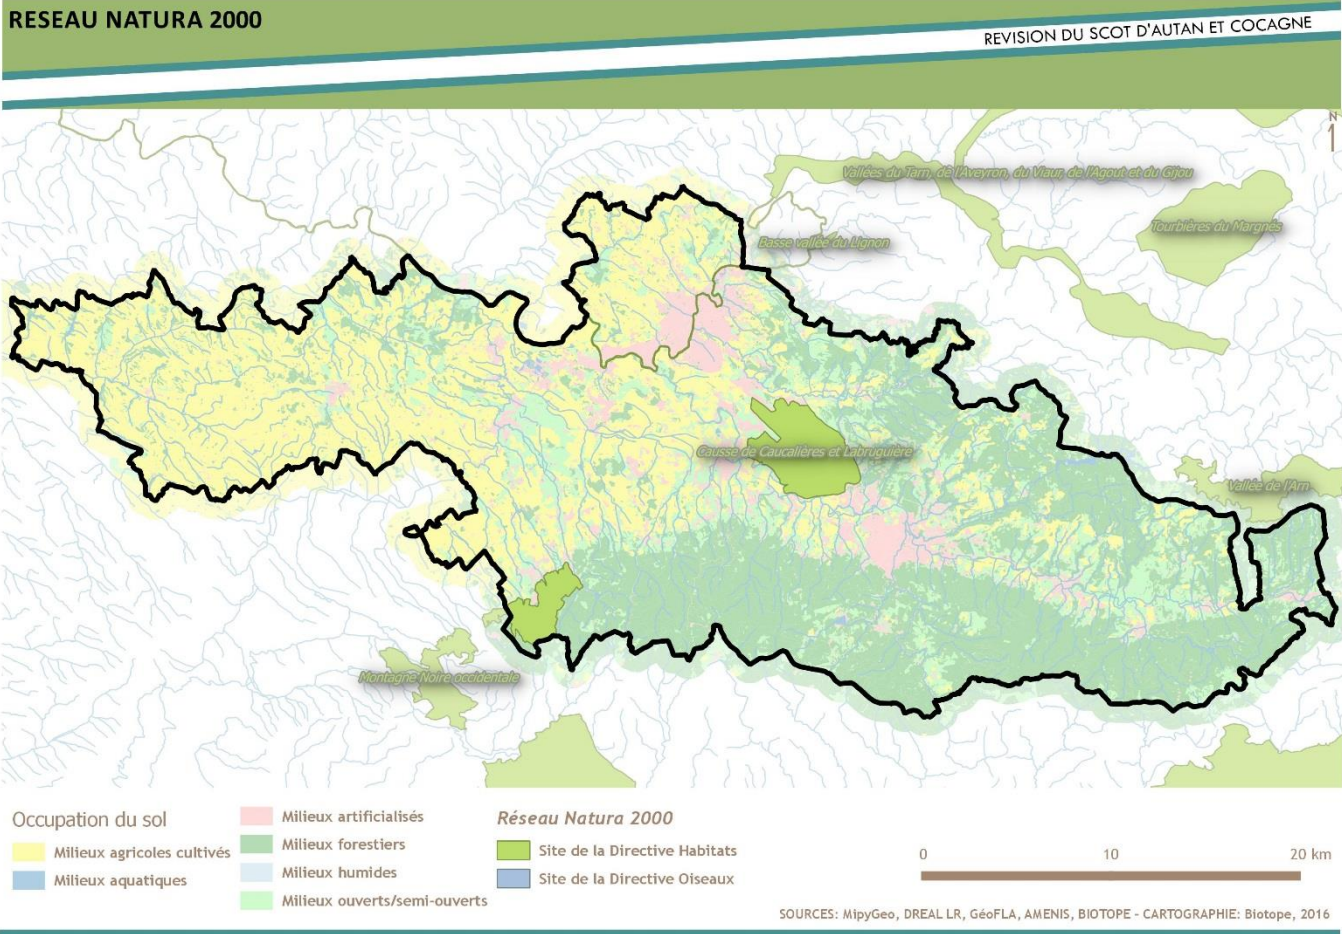 RESEAU NATURA 2000
REVISION DU SCOT D'AUTAN ET COCAGNE
N
Vallées du Tarn, de l'Aveyron, du Viaur, de l'Agout et du Gijou
Tourbières du Margnès
Basse vallée du Lignon
Causse de Caucalières et Labruguière
Vallée de l'Arn
Montagne Noire occidentale
Occupation du sol
Milieux agricoles cultivés
Milieux aquatiques
Milieux artificialisés
Milieux forestiers
Milieux humides
Milieux ouverts/semi-ouverts
Réseau Natura 2000
Site de la Directive Habitats
Site de la Directive Oiseaux
0 10 20 km
SOURCES: MipyGeo, DREAL LR, GéoFLA, AMENIS, BIOTOPE - CARTOGRAPHIE: Biotope, 2016